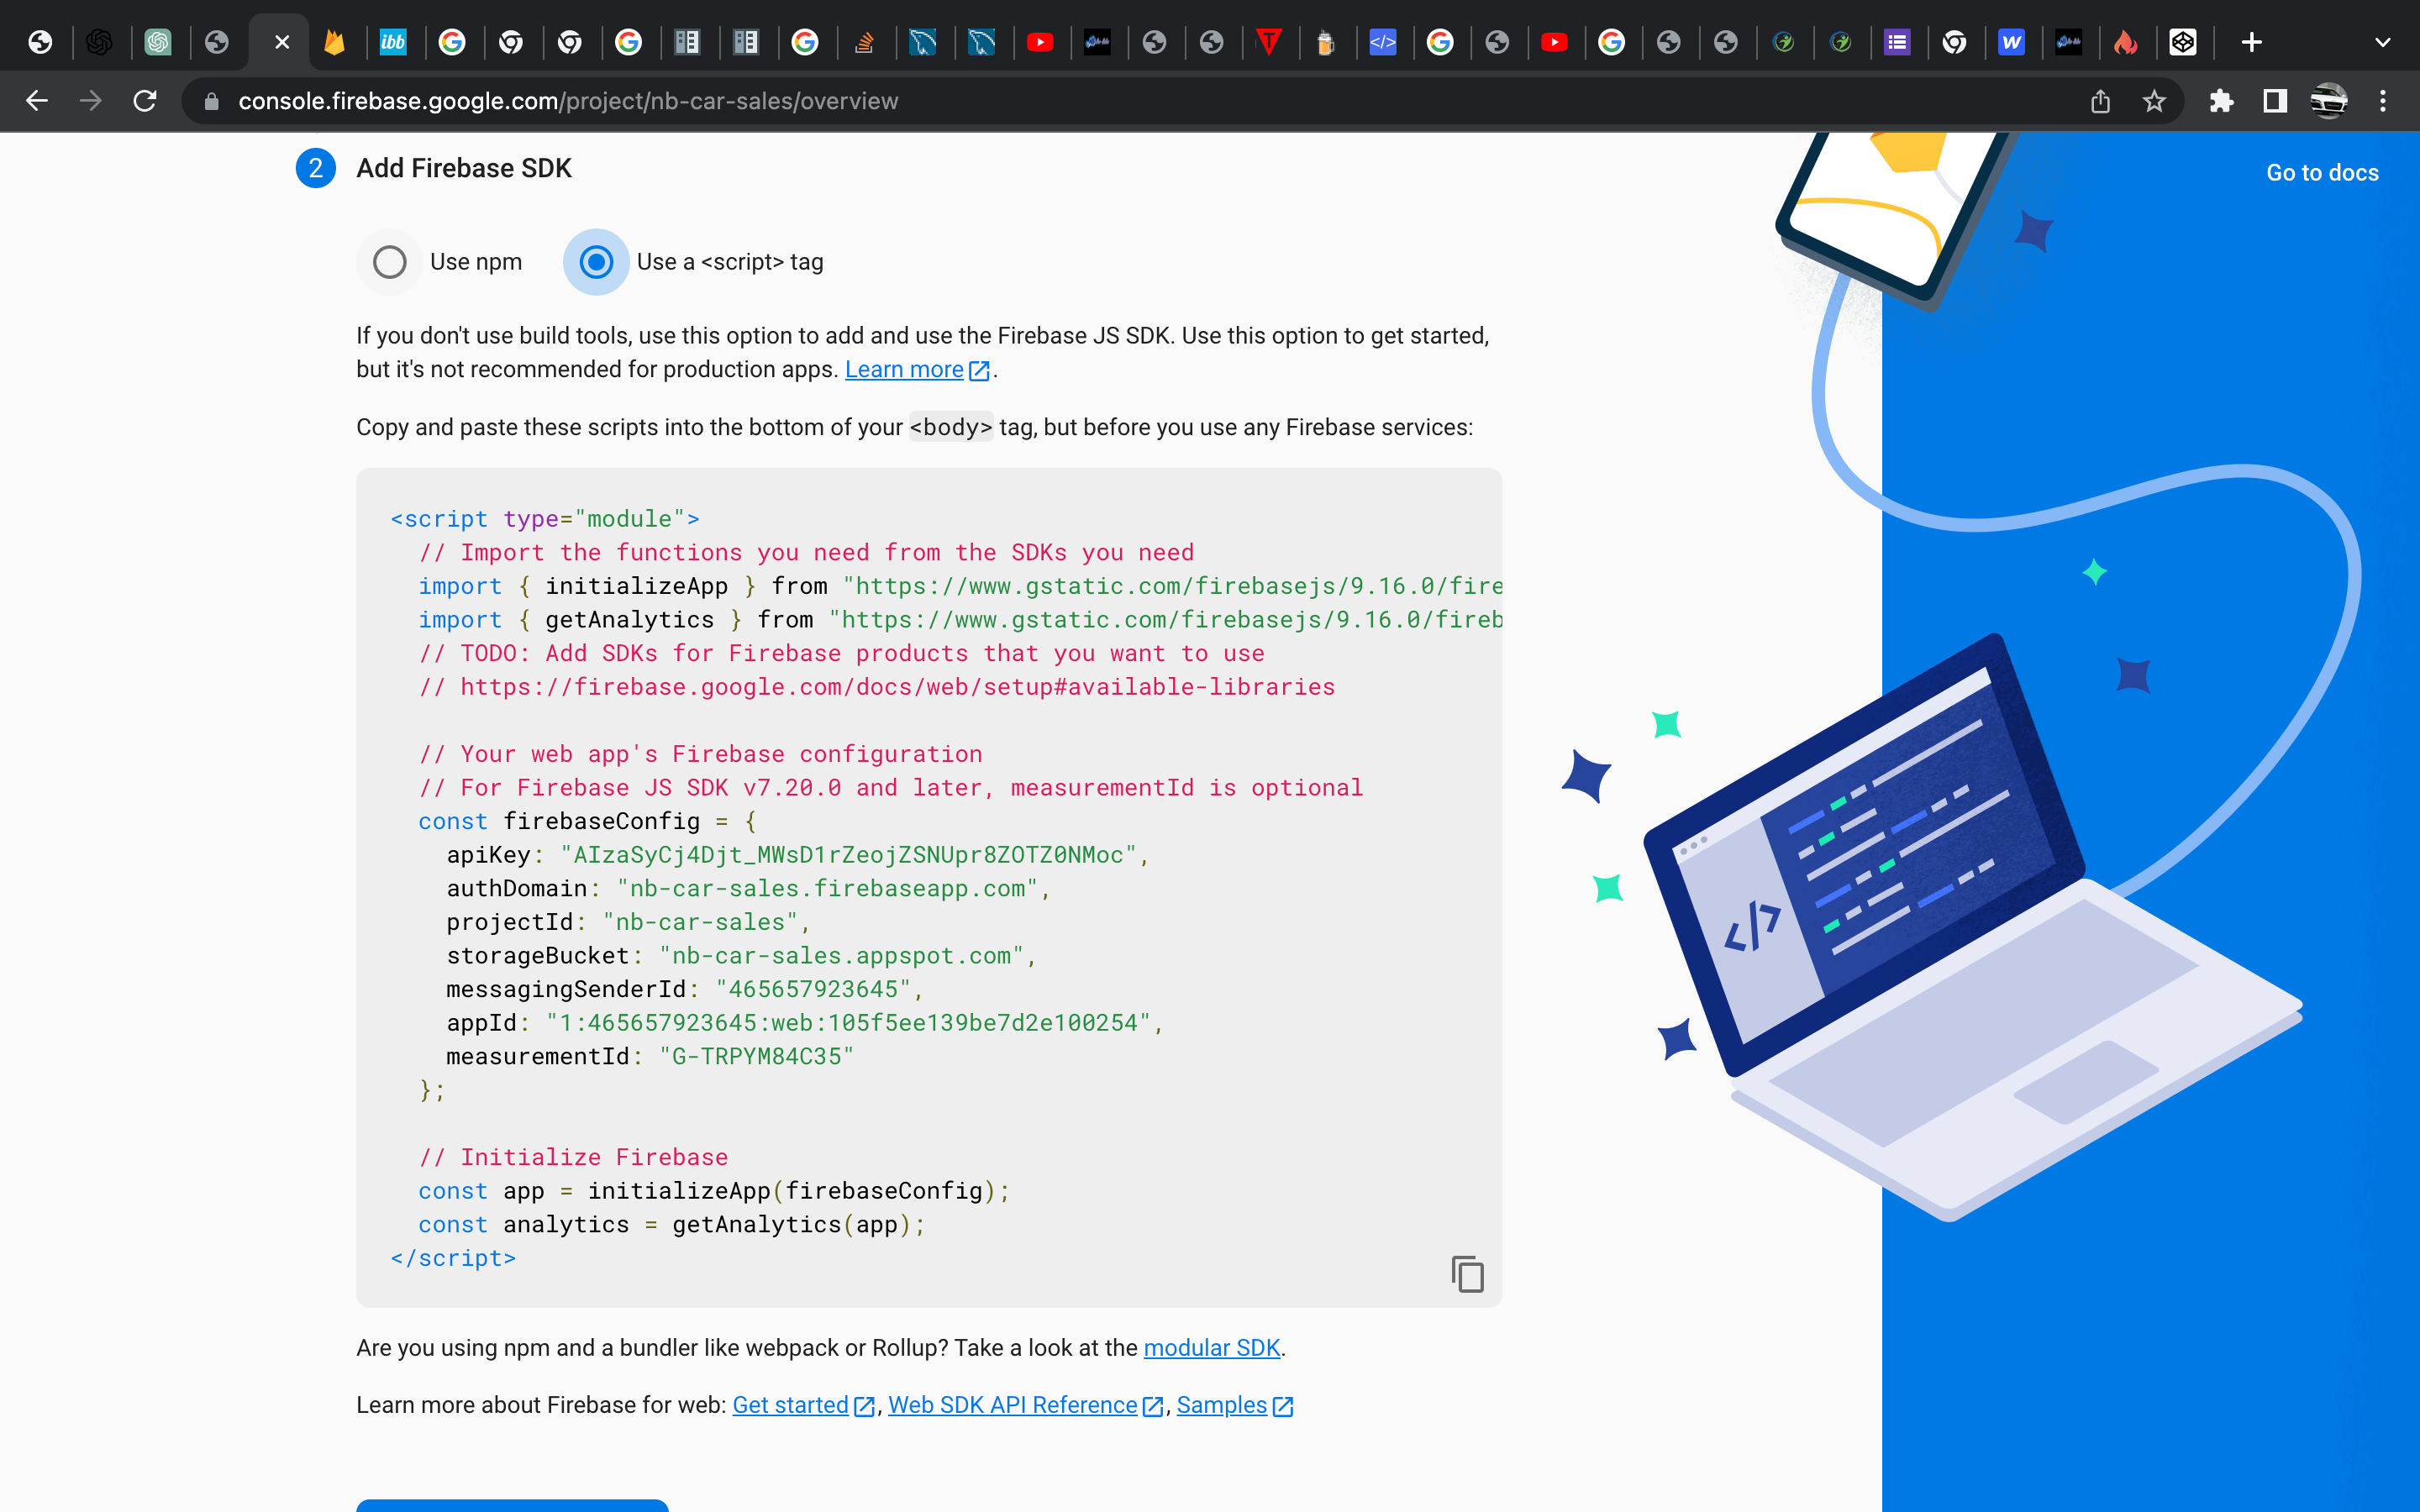 console.firebase.google.com/project/nb-car-sales/overview
2 Add Firebase SDK
Go to docs
Use npm Use a <script> tag
If you don't use build tools, use this option to add and use the Firebase JS SDK. Use this option to get started,
but it's not recommended for production apps. Learn more.
Copy and paste these scripts into the bottom of your <body> tag, but before you use any Firebase services:
<script type="module">
// Import the functions you need from the SDKs you need
import { initializeApp } from "https://www.gstatic.com/firebasejs/9.16.0/fire
import { getAnalytics } from "https://www.gstatic.com/firebasejs/9.16.0/fireb
// TODO: Add SDKs for Firebase products that you want to use
// https://firebase.google.com/docs/web/setup#available-libraries
// Your web app's Firebase configuration
// For Firebase JS SDK v7.20.0 and later, measurementId is optional
const firebaseConfig = {
apiKey: "AIzaSyCj4Djt_MWsD1rZeojZSNUpr8ZOTZ0NMoc",
authDomain: "nb-car-sales.firebaseapp.com",
projectId: "nb-car-sales",
storageBucket: "nb-car-sales.appspot.com",
messagingSenderId: "465657923645",
appId: "1:465657923645:web:105f5ee139be7d2e100254",
measurementId: "G-TRPYM84C35"
};
// Initialize Firebase
const app = initializeApp(firebaseConfig);
const analytics = getAnalytics(app);
</script>
Are you using npm and a bundler like webpack or Rollup? Take a look at the modular SDK.
Learn more about Firebase for web: Get started, Web SDK API Reference, Samples